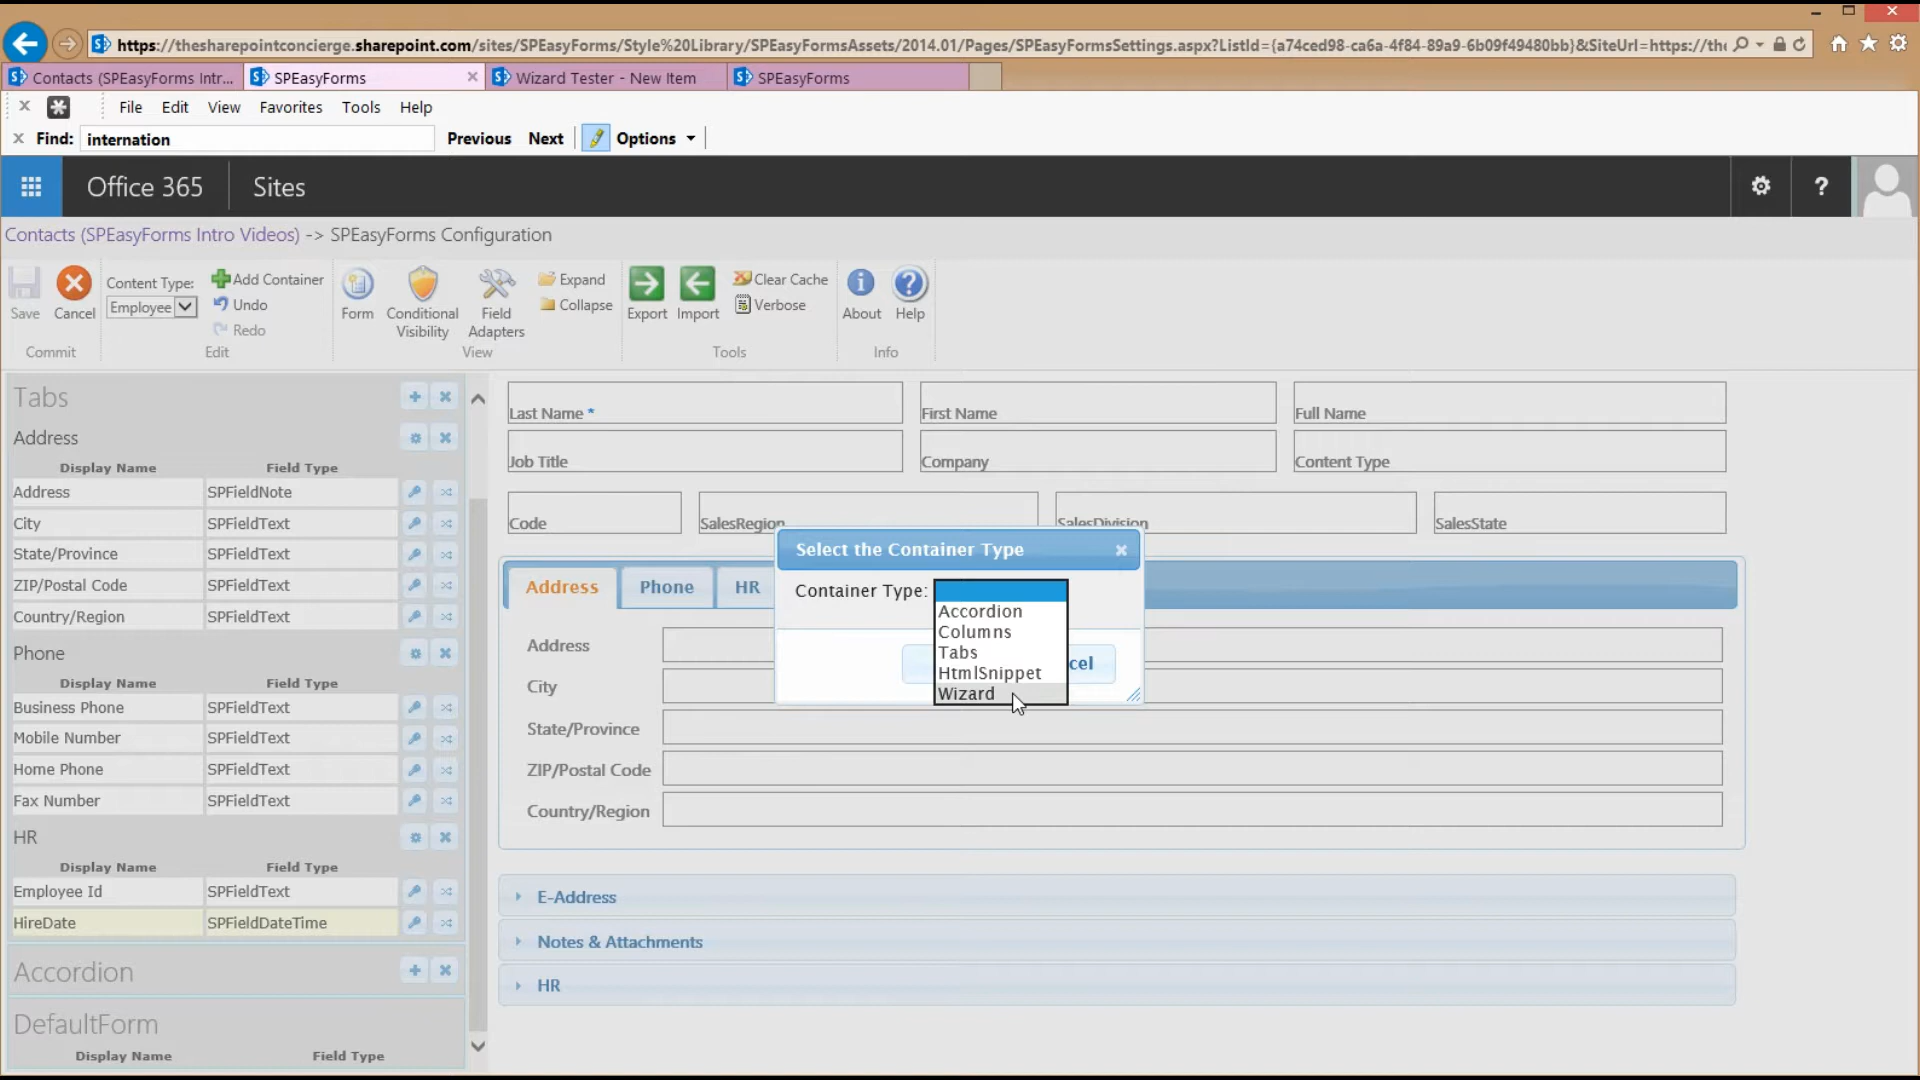 https://thesharepointconcierge.sharepoint.com/sites/SPEasyForms/Style%20Library/SPEasyFormsAssets/2014.01/Pages/SPEasyFormsSettings.aspx?ListId={a74ced98-ca6a-4f84-89a9-6b09f49480bb}&SiteUrl=https://the
Contacts (SPEasyForms Intr... SPEasyForms Wizard Tester - New Item SPEasyForms
File Edit View Favorites Tools Help
Find: internation Previous Next Options
Office 365 Sites ?
Contacts (SPEasyForms Intro Videos) -> SPEasyForms Configuration
Save Cancel Content Type: Employee Add Container Undo Redo Form Conditional Visibility Field Adapters Expand Collapse Export Import Clear Cache Verbose About Help
Commit Edit View Tools Info
Tabs
Address
Display Name Field Type
Address SPFieldNote
City SPFieldText
State/Province SPFieldText
ZIP/Postal Code SPFieldText
Country/Region SPFieldText
Phone
Display Name Field Type
Business Phone SPFieldText
Mobile Number SPFieldText
Home Phone SPFieldText
Fax Number SPFieldText
HR
Display Name Field Type
Employee Id SPFieldText
HireDate SPFieldDateTime
Accordion
DefaultForm
Display Name Field Type
Last Name * First Name Full Name
Job Title Company Content Type
Code SalesRegion SalesDivision SalesState
Address Phone HR
Address
City
State/Province
ZIP/Postal Code
Country/Region
E-Address
Notes & Attachments
HR
Select the Container Type
Container Type:
Accordion
Columns
Tabs
HtmlSnippet
Wizard
cel